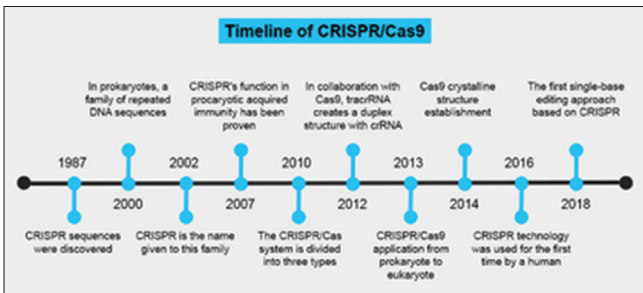 Timeline of CRISPR/Cas9
In prokaryotes, a
family of repeated
DNA sequences
CRISPR's function in
procaryotic acquired
immunity has been
proven
In collaboration with
Cas9, tracrRNA
creates a duplex
structure with crRNA
Cas9 crystalline
structure
establishment
The first single-base
editing approach
based on CRISPR
1987
2002
2010
2013
2016
2000
2007
2012
2014
2018
CRISPR sequences
were discovered
CRISPR is the name
given to this family
The CRISPR/Cas
system is divided
into three types
CRISPR/Cas9
application from
prokaryote to
eukaryote
CRISPR technology
was used for the first
time by a human